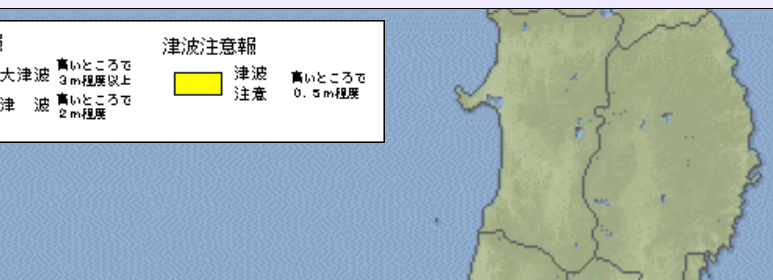 津波注意報
大津波 高いところで
3m程度以上
津波 高いところで
2m程度
津波
注意
高いところで
0.5m程度